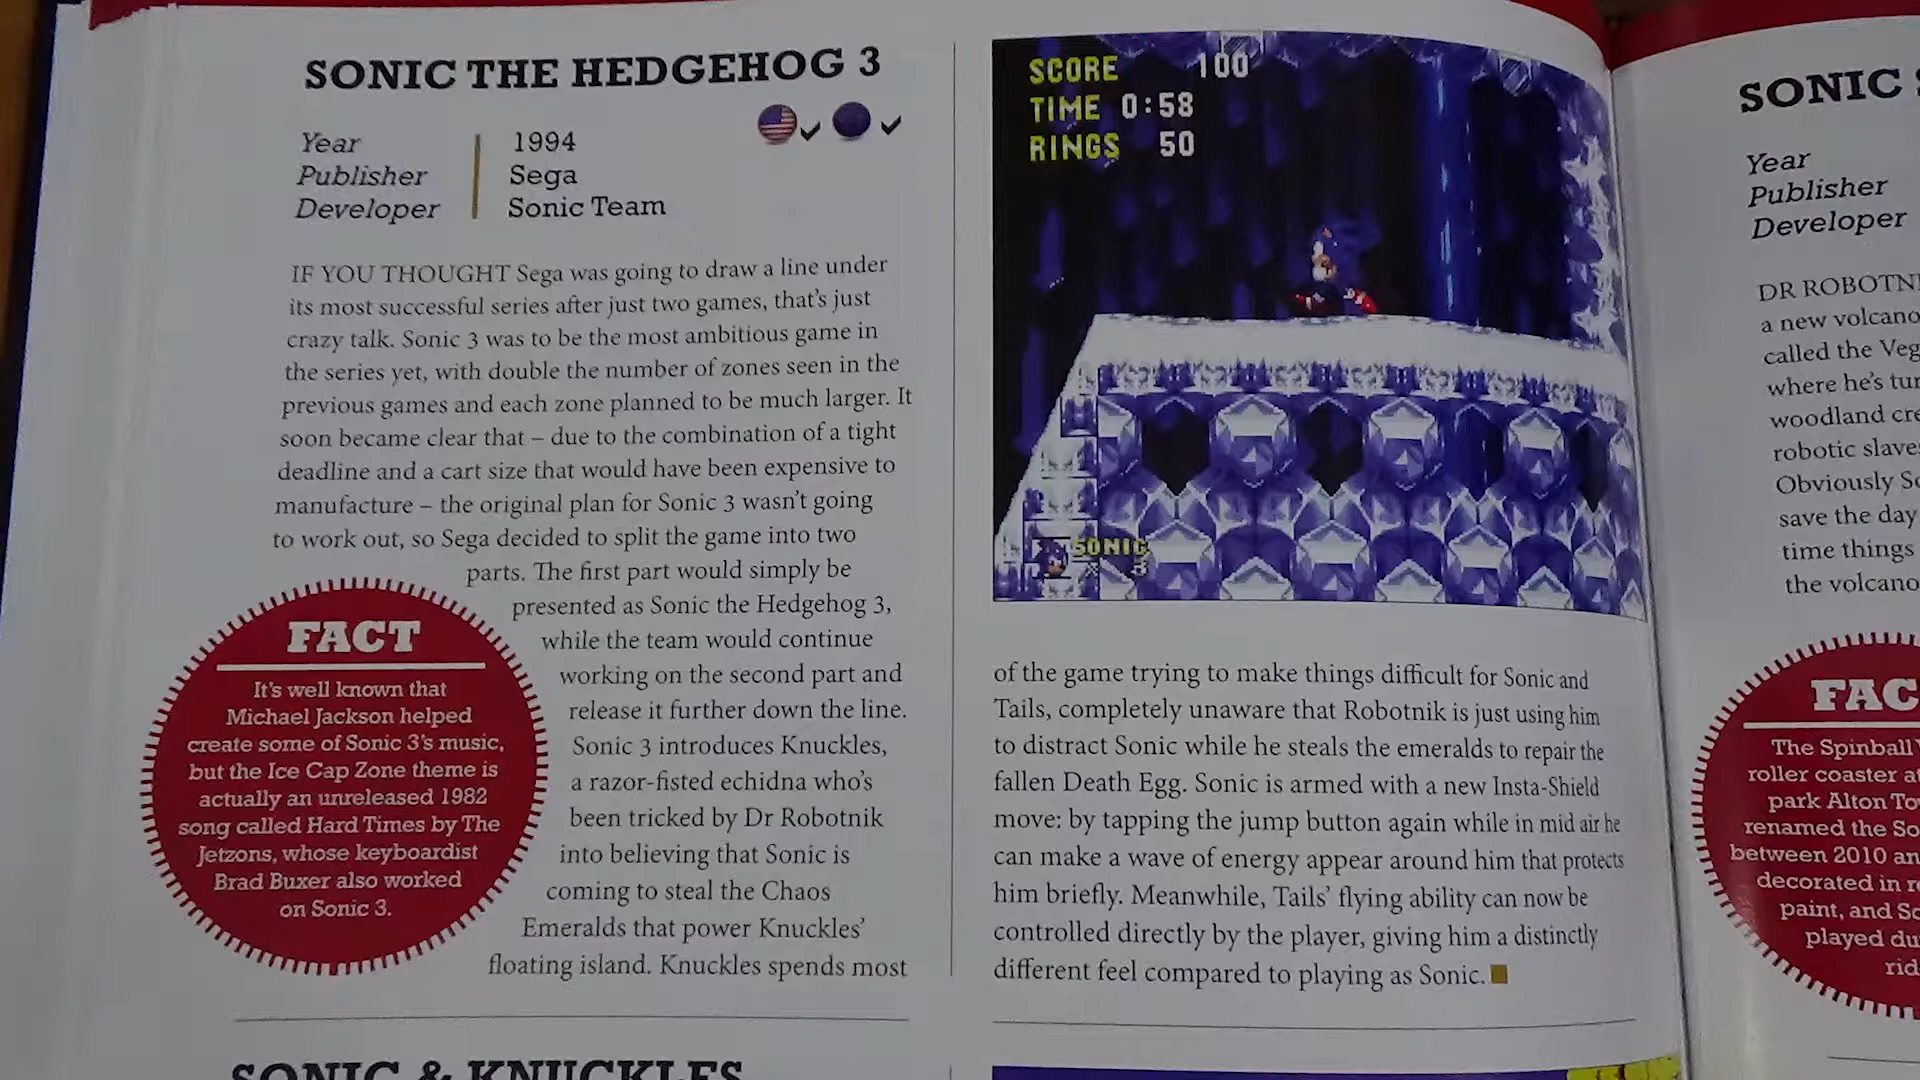 SONIC THE HEDGEHOG 3
Year 1994
Publisher Sega
Developer Sonic Team
IF YOU THOUGHT Sega was going to draw a line under
its most successful series after just two games, that's just
crazy talk. Sonic 3 was to be the most ambitious game in
the series yet, with double the number of zones seen in the
previous games and each zone planned to be much larger. It
soon became clear that – due to the combination of a tight
deadline and a cart size that would have been expensive to
manufacture – the original plan for Sonic 3 wasn't going
to work out, so Sega decided to split the game into two
parts. The first part would simply be
presented as Sonic the Hedgehog 3,
while the team would continue
working on the second part and
release it further down the line.
Sonic 3 introduces Knuckles,
a razor-fisted echidna who's
been tricked by Dr Robotnik
into believing that Sonic is
coming to steal the Chaos
Emeralds that power Knuckles'
floating island. Knuckles spends most
FACT
It's well known that
Michael Jackson helped
create some of Sonic 3's music,
but the Ice Cap Zone theme is
actually an unreleased 1982
song called Hard Times by The
Jetzons, whose keyboardist
Brad Buxer also worked
on Sonic 3.
SCORE 100
TIME 0:58
RINGS 50
SONIC
× 3
of the game trying to make things difficult for Sonic and
Tails, completely unaware that Robotnik is just using him
to distract Sonic while he steals the emeralds to repair the
fallen Death Egg. Sonic is armed with a new Insta-Shield
move: by tapping the jump button again while in mid air he
can make a wave of energy appear around him that protects
him briefly. Meanwhile, Tails' flying ability can now be
controlled directly by the player, giving him a distinctly
different feel compared to playing as Sonic.
SONIC & KNUCKLES
SONIC
Year
Publisher
Developer
DR
a new volcano
called the
where he's
woodland
robotic
Obviously
save the day
time things
the volcano
The Spinball
roller coaster
park Alton
renamed the
between 2010
decorated in
paint, and
played